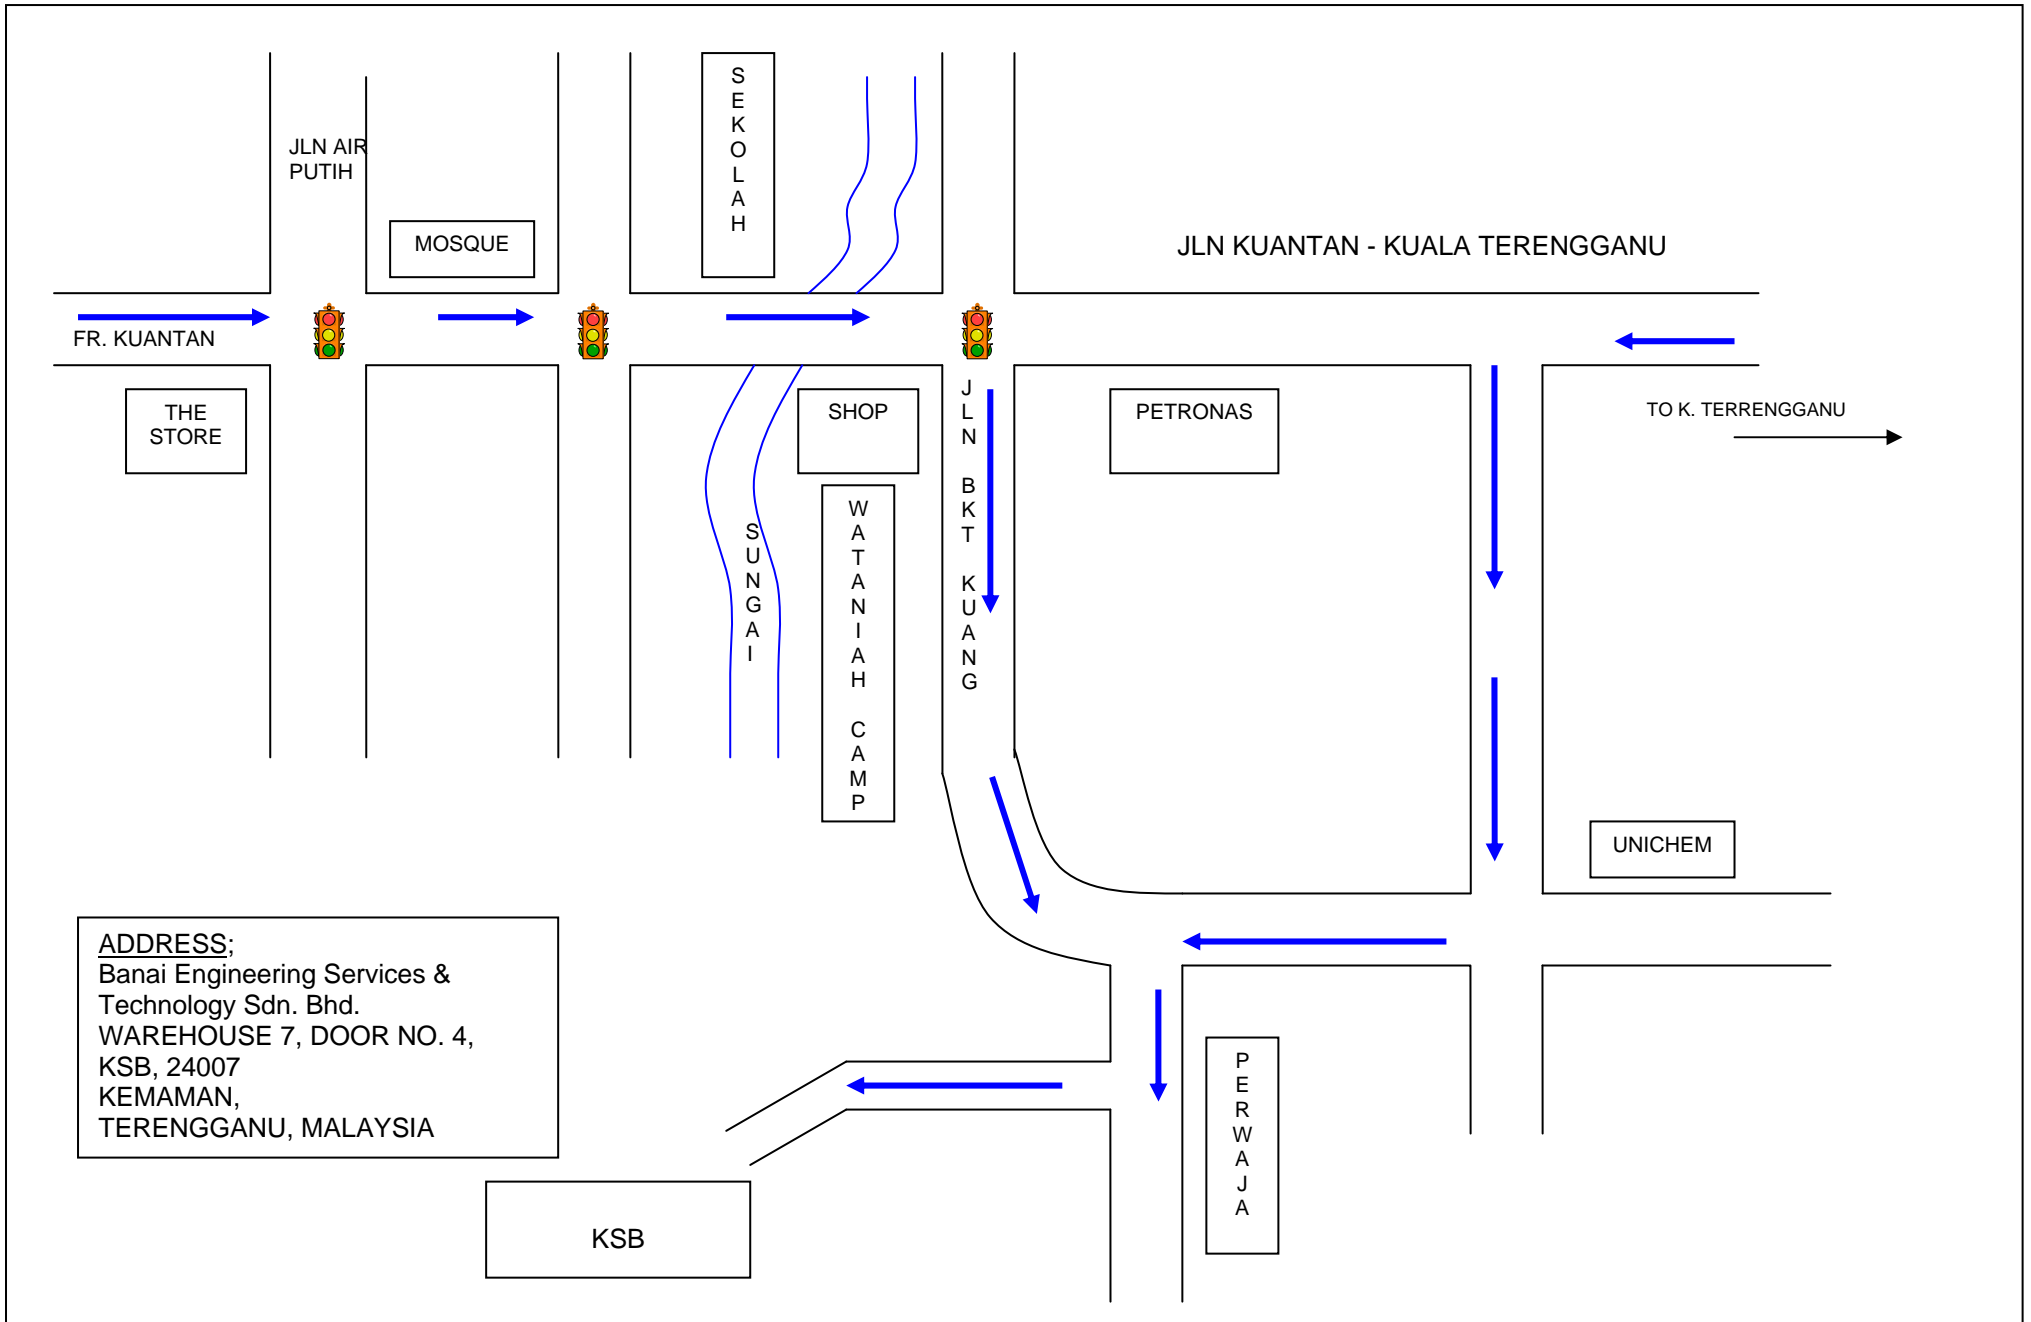 SEKOLAH
JLN AIR
PUTIH
MOSQUE
JLN KUANTAN - KUALA TERENGGANU
FR. KUANTAN
THE
STORE
SHOP
JLN BKT KUANG
PETRONAS
TO K. TERRENGGANU
WATANIAH CAMP
SUNGAI
UNICHEM
ADDRESS;
Banai Engineering Services &
Technology Sdn. Bhd.
WAREHOUSE 7, DOOR NO. 4,
KSB, 24007
KEMAMAN,
TERENGGANU, MALAYSIA
PERWAJA
KSB